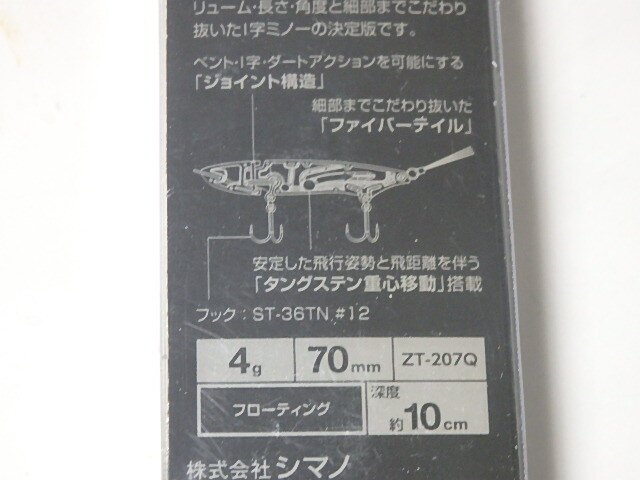 リューム・長さ・角度と細部までこだわり
抜いたI字ミノーの決定版です。
ベント・I字・ダートアクションを可能にする
「ジョイント構造」
細部までこだわり抜いた
「ファイバーテイル」
安定した飛行姿勢と飛距離を伴う
「タングステン重心移動」搭載
フック：ST-36TN #12
4g 70mm ZT-207Q
フローティング 深度 約10cm
株式会社シマノ